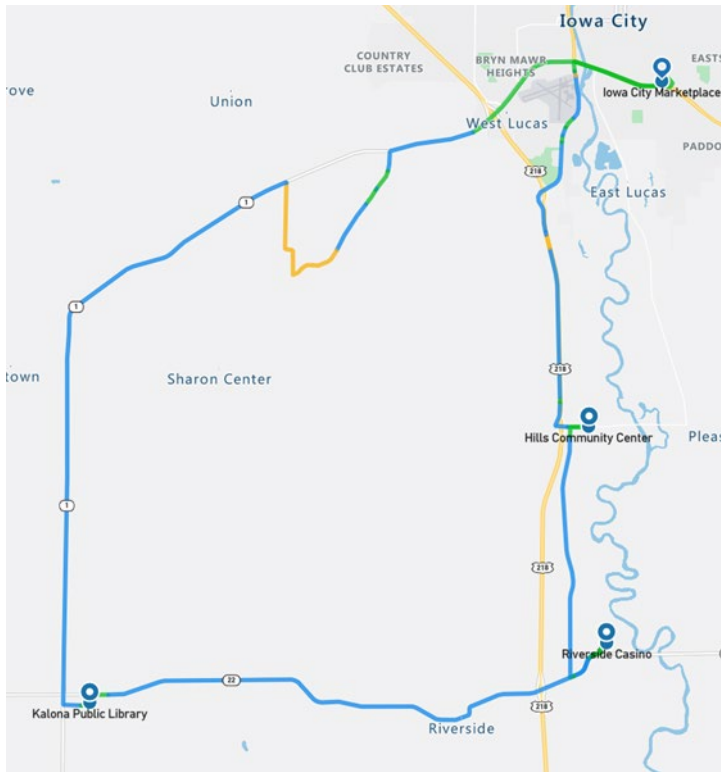 Iowa City
COUNTRY
CLUB ESTATES
BRYN MAWR
HEIGHTS
EASTS
rove
Iowa City Marketplace
Union
West Lucas
PADDO
218
East Lucas
1
1
218
town
Sharon Center
Hills Community Center
Pleas
1
218
218
Riverside Casino
22
Kalona Public Library
218
Riverside